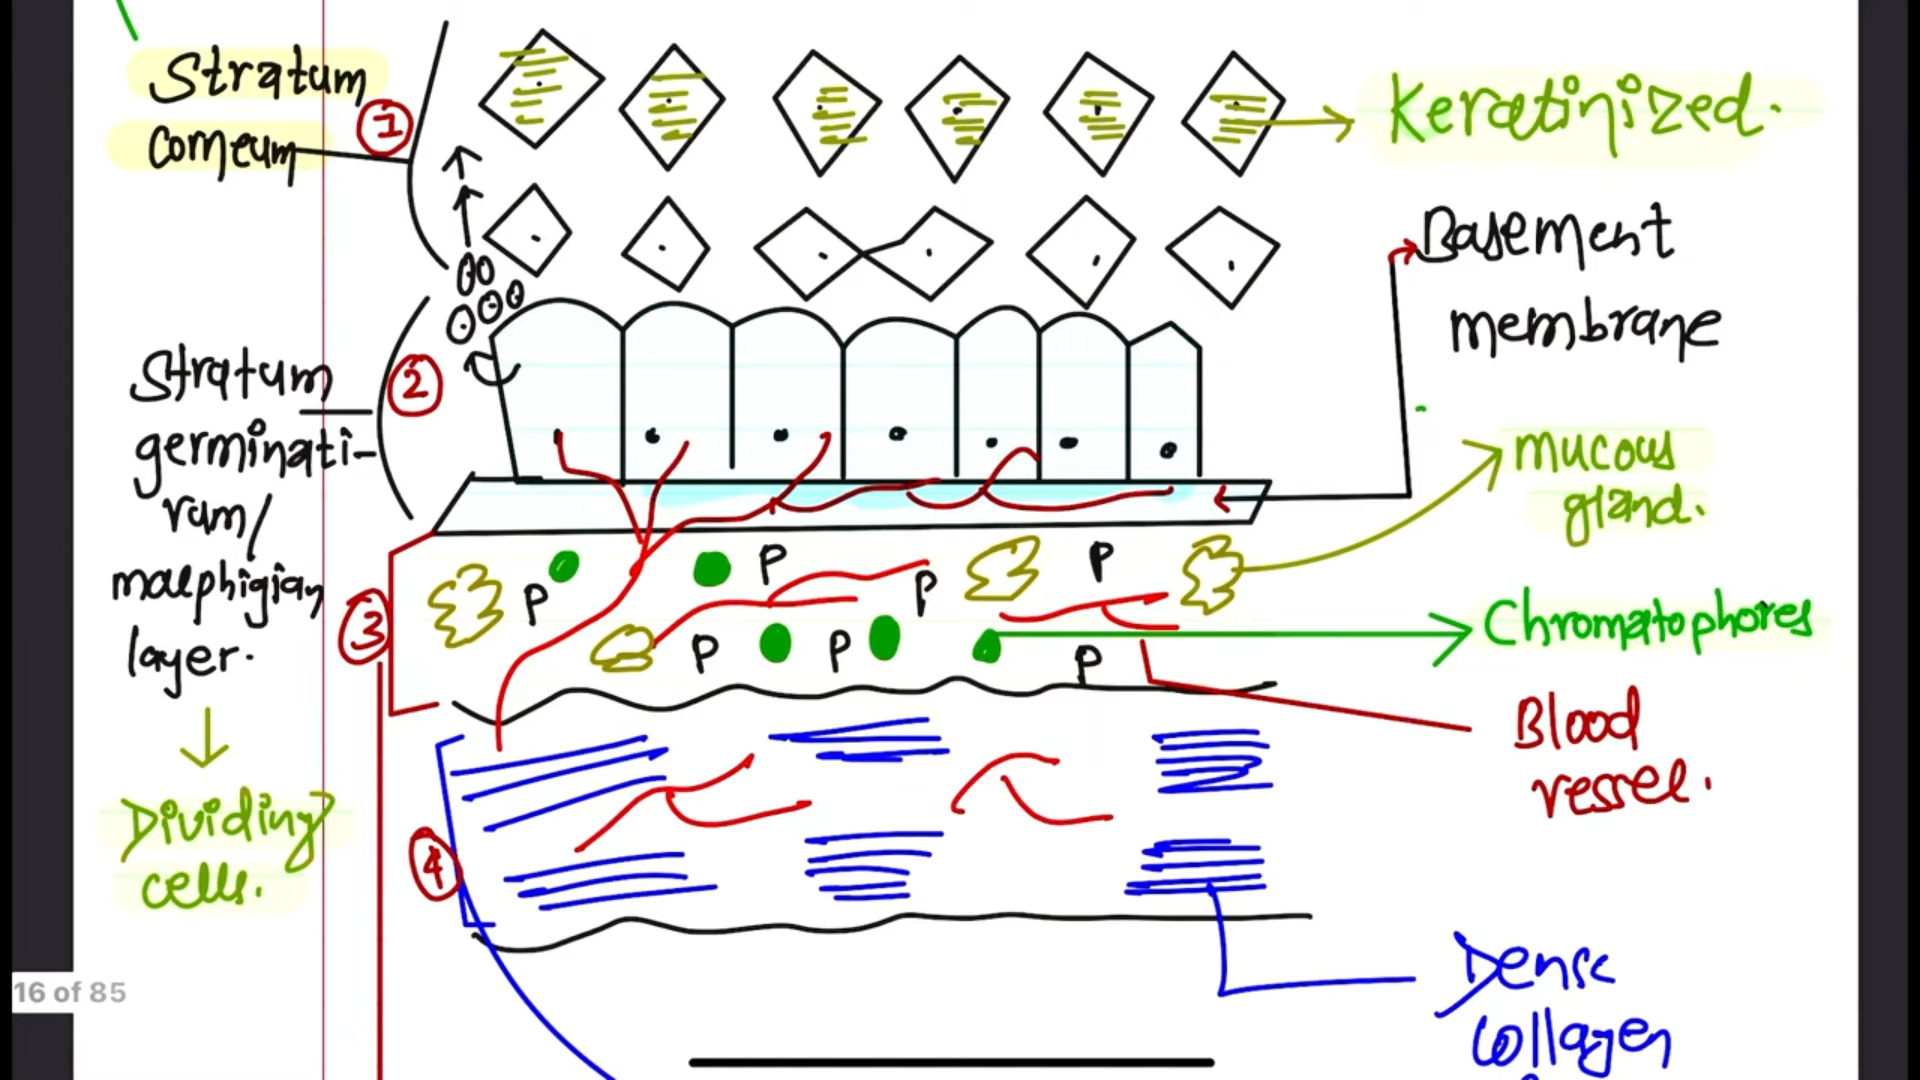 Stratum
corneum
1
Keratinized.
Basement
membrane
Stratum
germinati-
vum/
malphigian
layer.
2
Dividing
cells.
mucous
gland.
P P P P
P P P
3
Chromatophores
Blood
vessel.
4
Dense
collagen
16 of 85